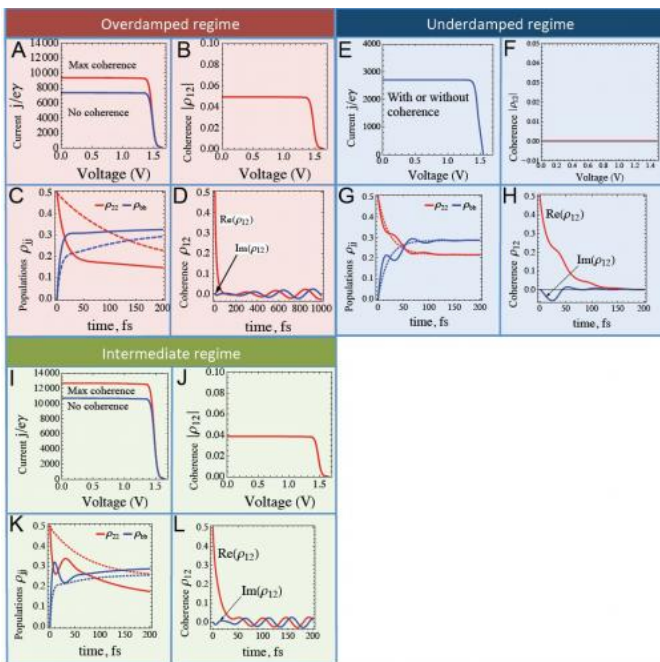 Overdamped regime
Underdamped regime
A
Current j/eγ
14000
12000
10000
8000
6000
4000
2000
0
Max coherence
No coherence
0.0 0.5 1.0 1.5
Voltage (V)
B
Coherence |ρ12|
0.10
0.08
0.06
0.04
0.02
0.00
0.0 0.5 1.0 1.5
Voltage (V)
E
Current j/eγ
4000
3000
2000
1000
0
With or without
coherence
0.0 0.5 1.0 1.5
Voltage (V)
F
Coherence |ρ12|
0.05
0.04
0.03
0.02
0.01
0.00
-0.01
0.0 0.2 0.4 0.6 0.8 1.0 1.2 1.4
Voltage (V)
C
Populations ρjj
0.5
0.4
0.3
0.2
0.1
0.0
ρ22 ρbb
0 50 100 150 200
time, fs
D
Coherence ρ12
0.5
0.4
0.3
0.2
0.1
0.0
Re(ρ12)
Im(ρ12)
0 200 400 600 800 1000
time, fs
G
Populations ρjj
0.5
0.4
0.3
0.2
0.1
0.0
ρ22 ρbb
0 50 100 150 200
time, fs
H
Coherence ρ12
0.5
0.4
0.3
0.2
0.1
0.0
Re(ρ12)
Im(ρ12)
0 50 100 150 200
time, fs
Intermediate regime
I
Current j/eγ
14000
12000
10000
8000
6000
4000
2000
0
Max coherence
No coherence
0.0 0.5 1.0 1.5
Voltage (V)
J
Coherence |ρ12|
0.10
0.08
0.06
0.04
0.02
0.00
0.0 0.5 1.0 1.5
Voltage (V)
K
Populations ρjj
0.5
0.4
0.3
0.2
0.1
0.0
ρ22 ρbb
0 50 100 150 200
time, fs
L
Coherence ρ12
0.5
0.4
0.3
0.2
0.1
0.0
Re(ρ12)
Im(ρ12)
0 50 100 150 200
time, fs